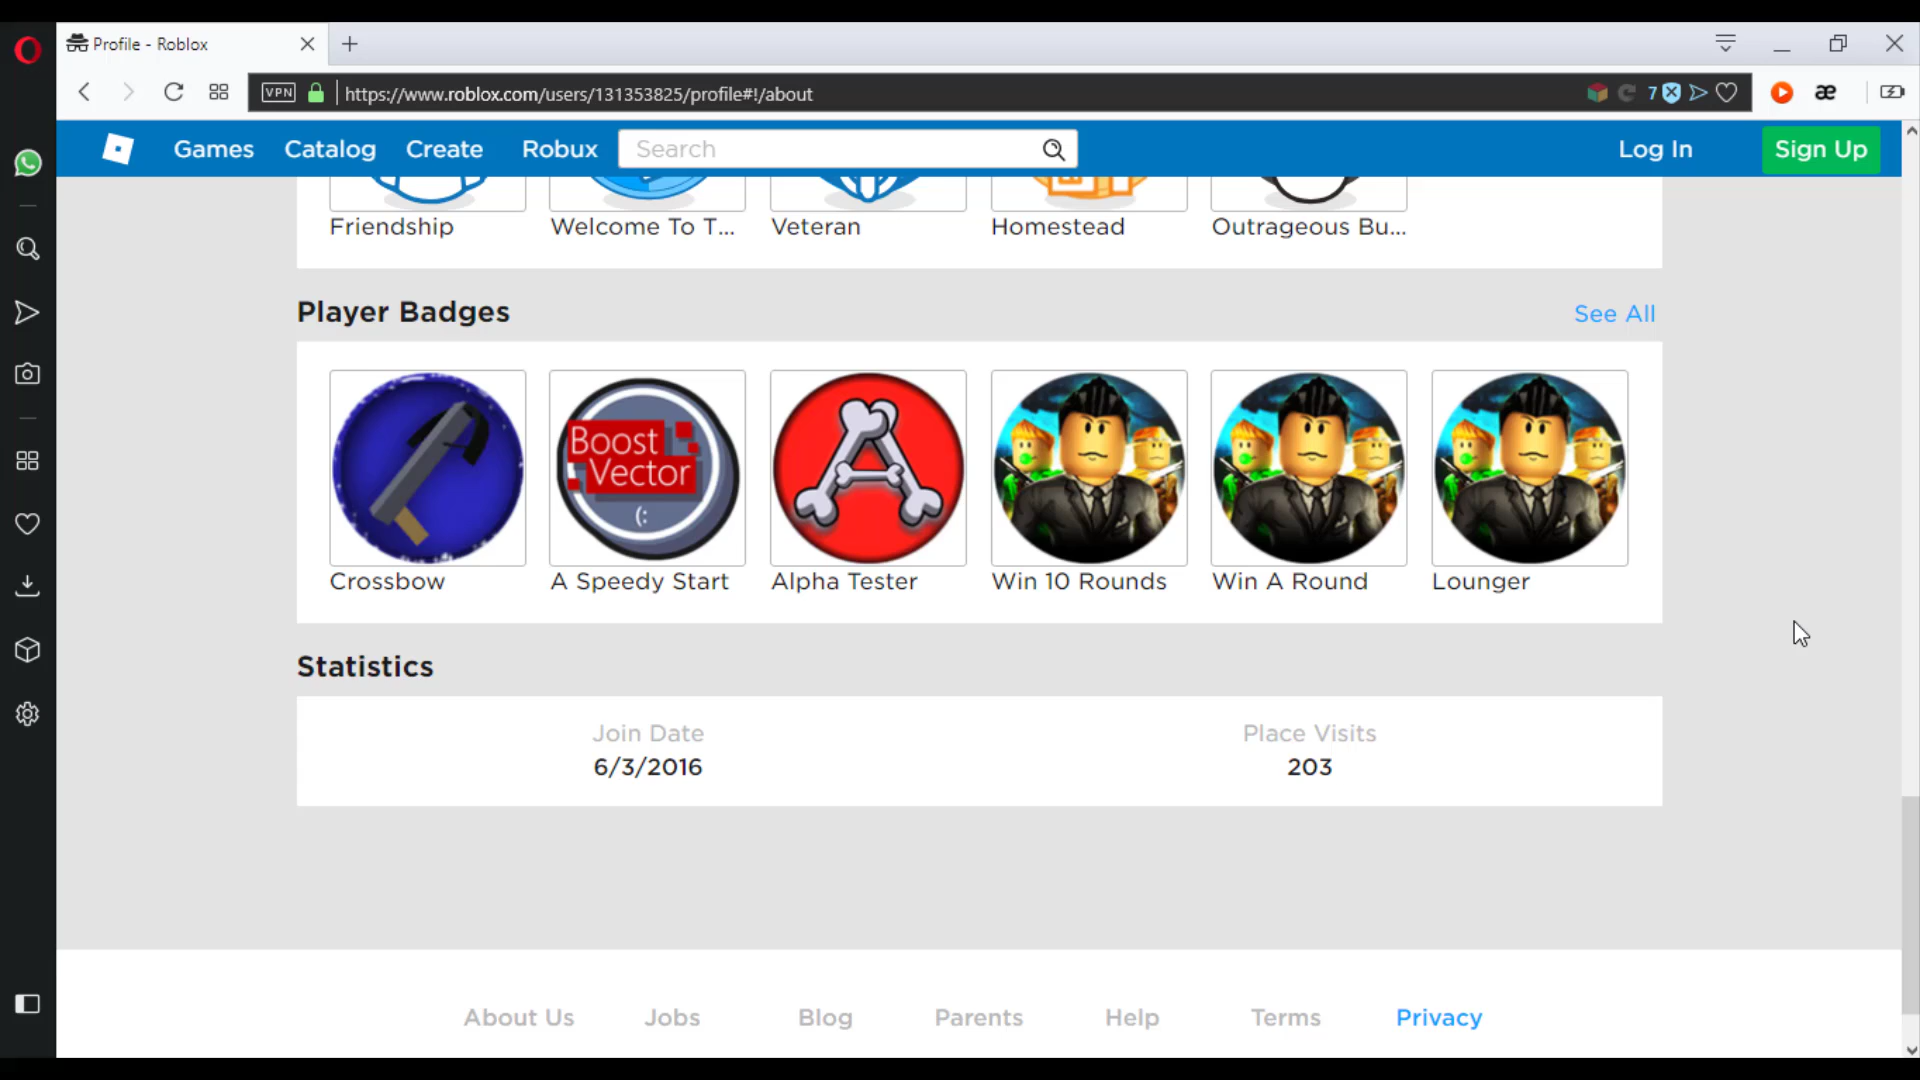 Profile - Roblox
VPN https://www.roblox.com/users/131353825/profile#!/about 7 æ
Games Catalog Create Robux Search Log In Sign Up
Friendship Welcome To T... Veteran Homestead Outrageous Bu...
Player Badges See All
Boost
Vector
(:
Crossbow A Speedy Start Alpha Tester Win 10 Rounds Win A Round Lounger
Statistics
Join Date Place Visits
6/3/2016 203
About Us Jobs Blog Parents Help Terms Privacy